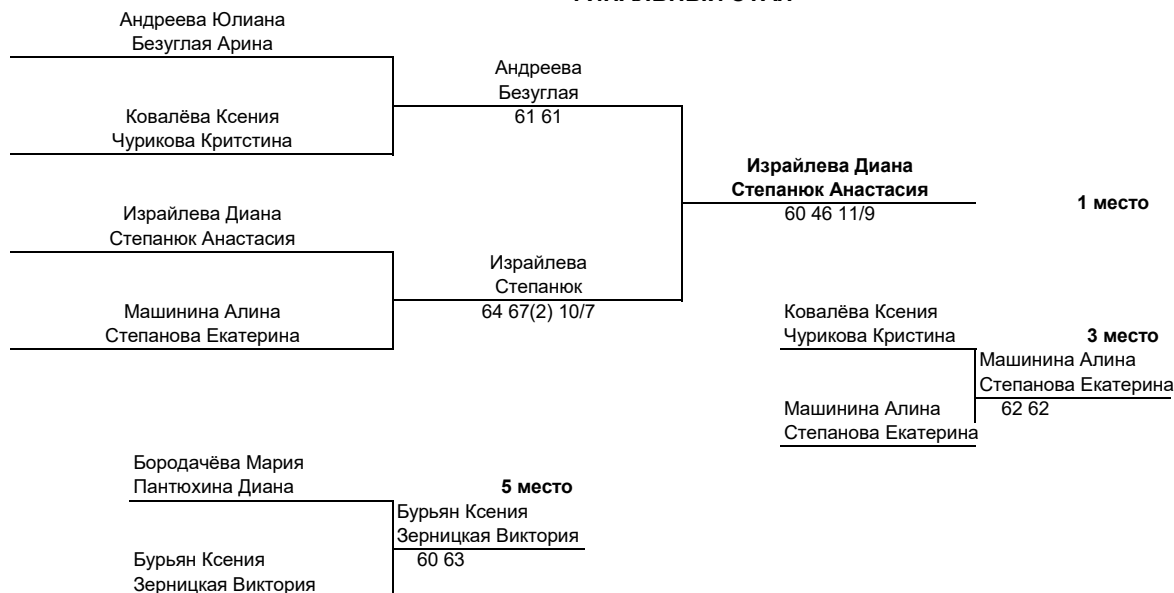 Андреева Юлиана
Безуглая Арина
Андреева
Безуглая
61 61
Ковалёва Ксения
Чурикова Критстина
Израйлева Диана
Степанюк Анастасия
60 46 11/9
1 место
Израйлева Диана
Степанюк Анастасия
Израйлева
Степанюк
64 67(2) 10/7
Машинина Алина
Степанова Екатерина
Ковалёва Ксения
Чурикова Кристина
3 место
Машинина Алина
Степанова Екатерина
62 62
Машинина Алина
Степанова Екатерина
Бородачёва Мария
Пантюхина Диана
5 место
Бурьян Ксения
Зерницкая Виктория
60 63
Бурьян Ксения
Зерницкая Виктория